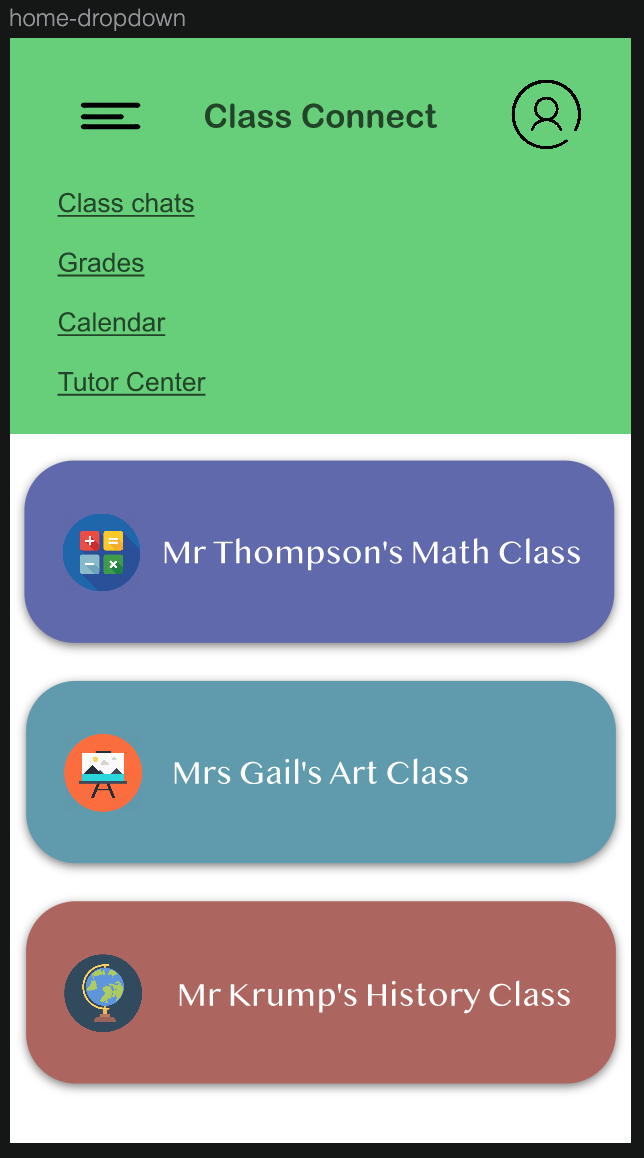 home-dropdown
Class Connect
Class chats
Grades
Calendar
Tutor Center
Mr Thompson's Math Class
Mrs Gail's Art Class
Mr Krump's History Class